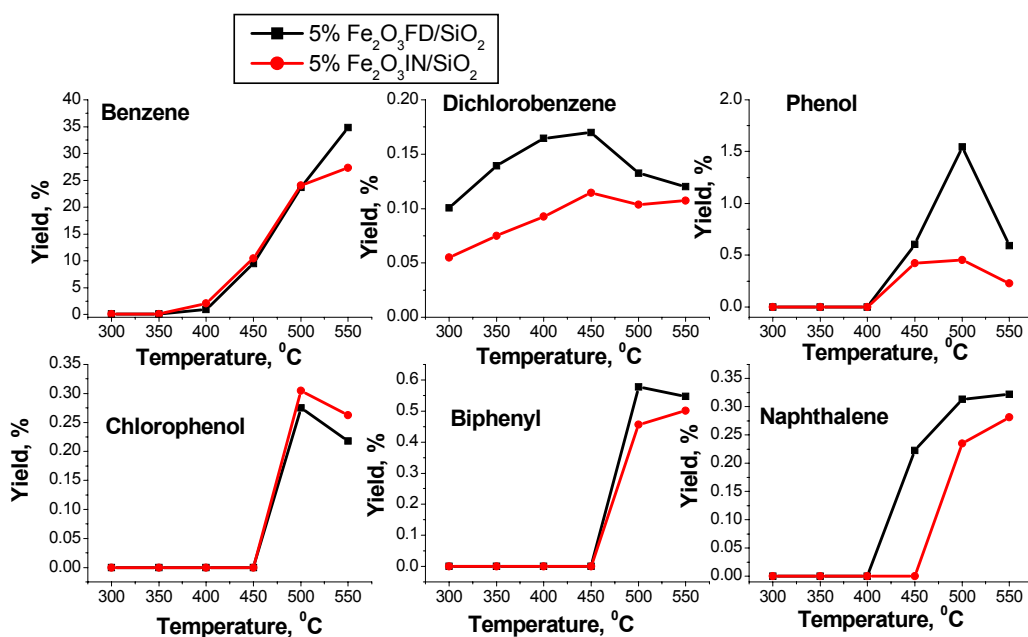 5% Fe₂O₃FD/SiO₂
5% Fe₂O₃IN/SiO₂
Benzene
Yield, %
40
35
30
25
20
15
10
5
0
300 350 400 450 500 550
Temperature, ⁰C
Dichlorobenzene
Yield, %
0.20
0.15
0.10
0.05
0.00
300 350 400 450 500 550
Temperature, ⁰C
Phenol
Yield, %
2.0
1.5
1.0
0.5
0.0
300 350 400 450 500 550
Temperature, ⁰C
Chlorophenol
Yield, %
0.35
0.30
0.25
0.20
0.15
0.10
0.05
0.00
300 350 400 450 500 550
Temperature, ⁰C
Biphenyl
Yield, %
0.6
0.5
0.4
0.3
0.2
0.1
0.0
300 350 400 450 500 550
Temperature, ⁰C
Naphthalene
Yield, %
0.35
0.30
0.25
0.20
0.15
0.10
0.05
0.00
300 350 400 450 500 550
Temperature, ⁰C